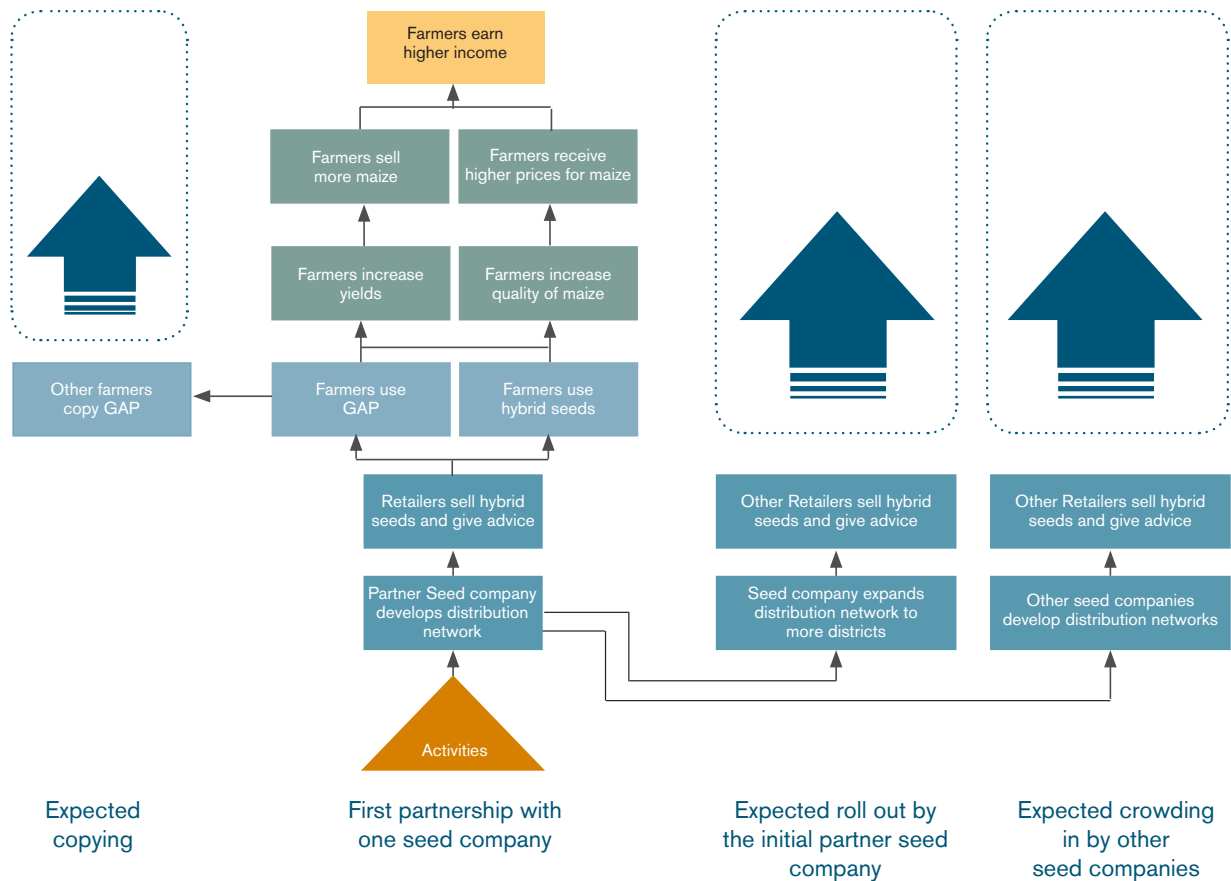 Farmers earn
higher income
Farmers sell
more maize
Farmers receive
higher prices for maize
Farmers increase
yields
Farmers increase
quality of maize
Other farmers
copy GAP
Farmers use
GAP
Farmers use
hybrid seeds
Retailers sell hybrid
seeds and give advice
Other Retailers sell hybrid
seeds and give advice
Other Retailers sell hybrid
seeds and give advice
Partner Seed company
develops distribution
network
Seed company expands
distribution network to
more districts
Other seed companies
develop distribution networks
Activities
Expected
copying
First partnership with
one seed company
Expected roll out by
the initial partner seed
company
Expected crowding
in by other
seed companies